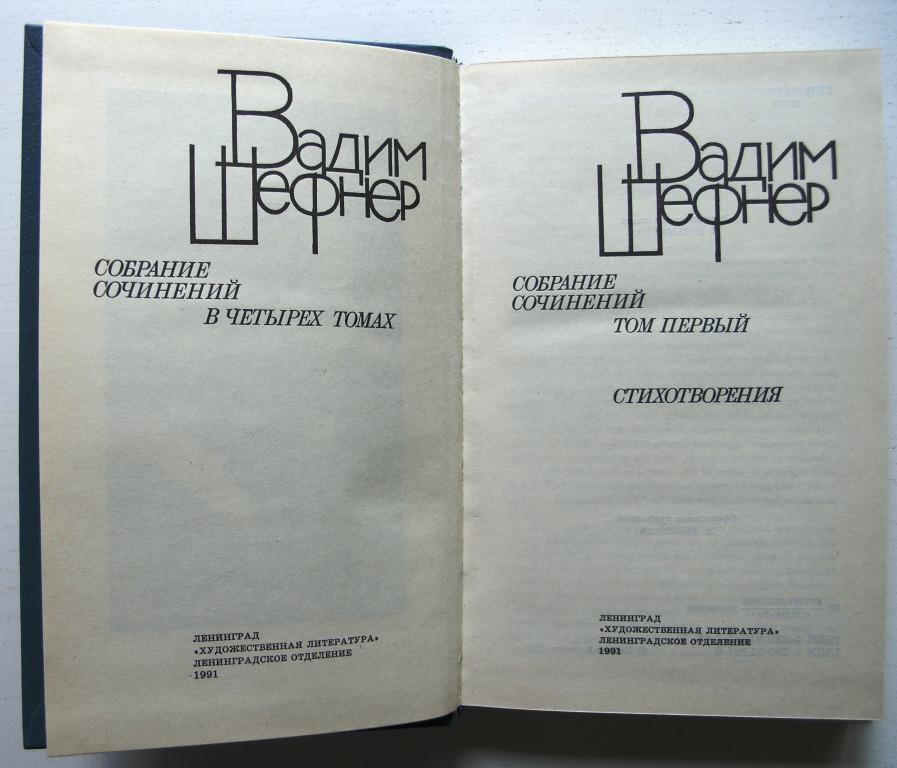 Вадим
Шефнер
СОБРАНИЕ
СОЧИНЕНИЙ
В ЧЕТЫРЕХ ТОМАХ
ЛЕНИНГРАД
«ХУДОЖЕСТВЕННАЯ ЛИТЕРАТУРА»
ЛЕНИНГРАДСКОЕ ОТДЕЛЕНИЕ
1991
Вадим
Шефнер
СОБРАНИЕ
СОЧИНЕНИЙ
ТОМ ПЕРВЫЙ
СТИХОТВОРЕНИЯ
ЛЕНИНГРАД
«ХУДОЖЕСТВЕННАЯ ЛИТЕРАТУРА»
ЛЕНИНГРАДСКОЕ ОТДЕЛЕНИЕ
1991